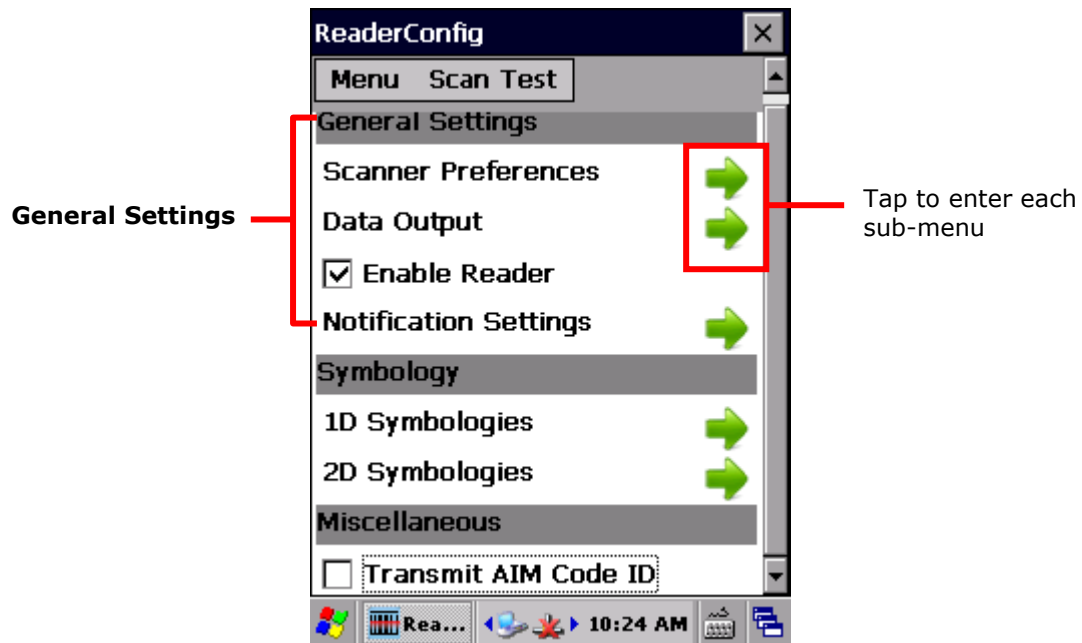 ReaderConfig
Menu Scan Test
General Settings
Scanner Preferences
Data Output
Enable Reader
Notification Settings
Symbology
1D Symbologies
2D Symbologies
Miscellaneous
Transmit AIM Code ID
Rea... 10:24 AM
General Settings
Tap to enter each
sub-menu